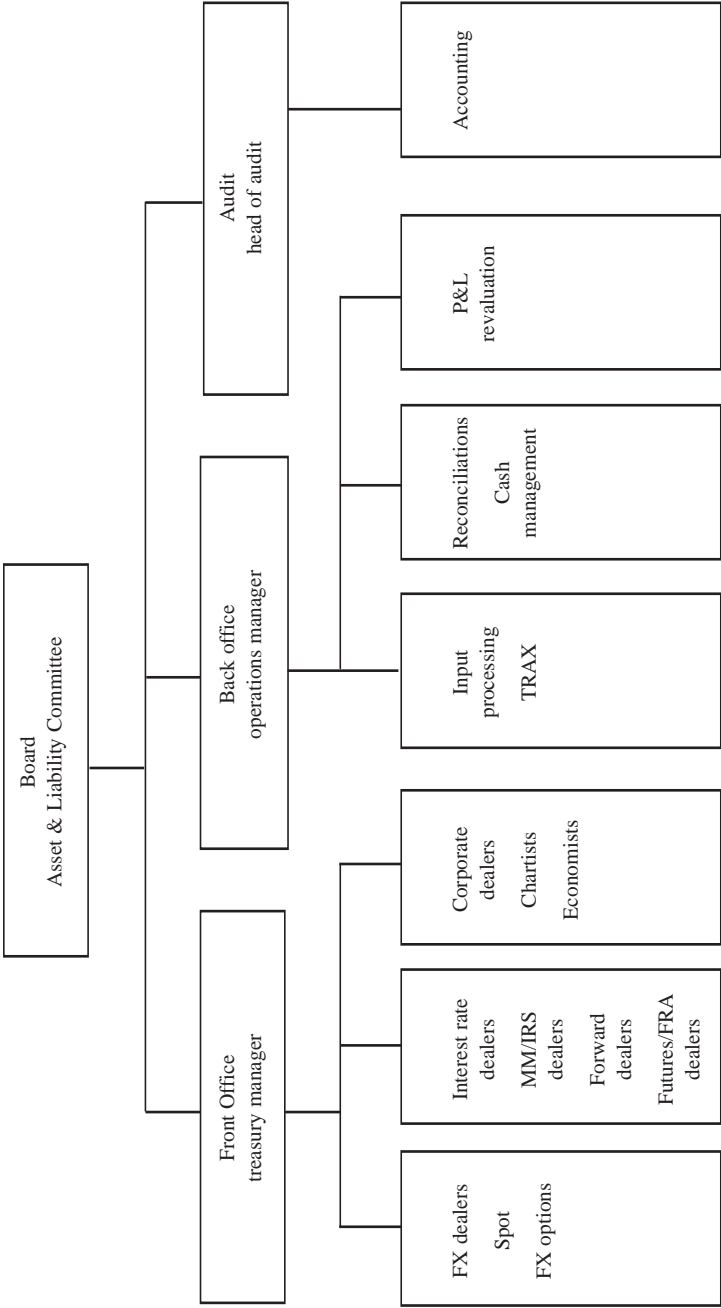 Board
Asset & Liability Committee
Front Office
treasury manager
Back office
operations manager
Audit
head of audit
FX dealers
Spot
FX options
Interest rate
dealers
MM/IRS
dealers
Forward
dealers
Futures/FRA
dealers
Corporate
dealers
Chartists
Economists
Input
processing
TRAX
Reconciliations
Cash
management
P&L
revaluation
Accounting